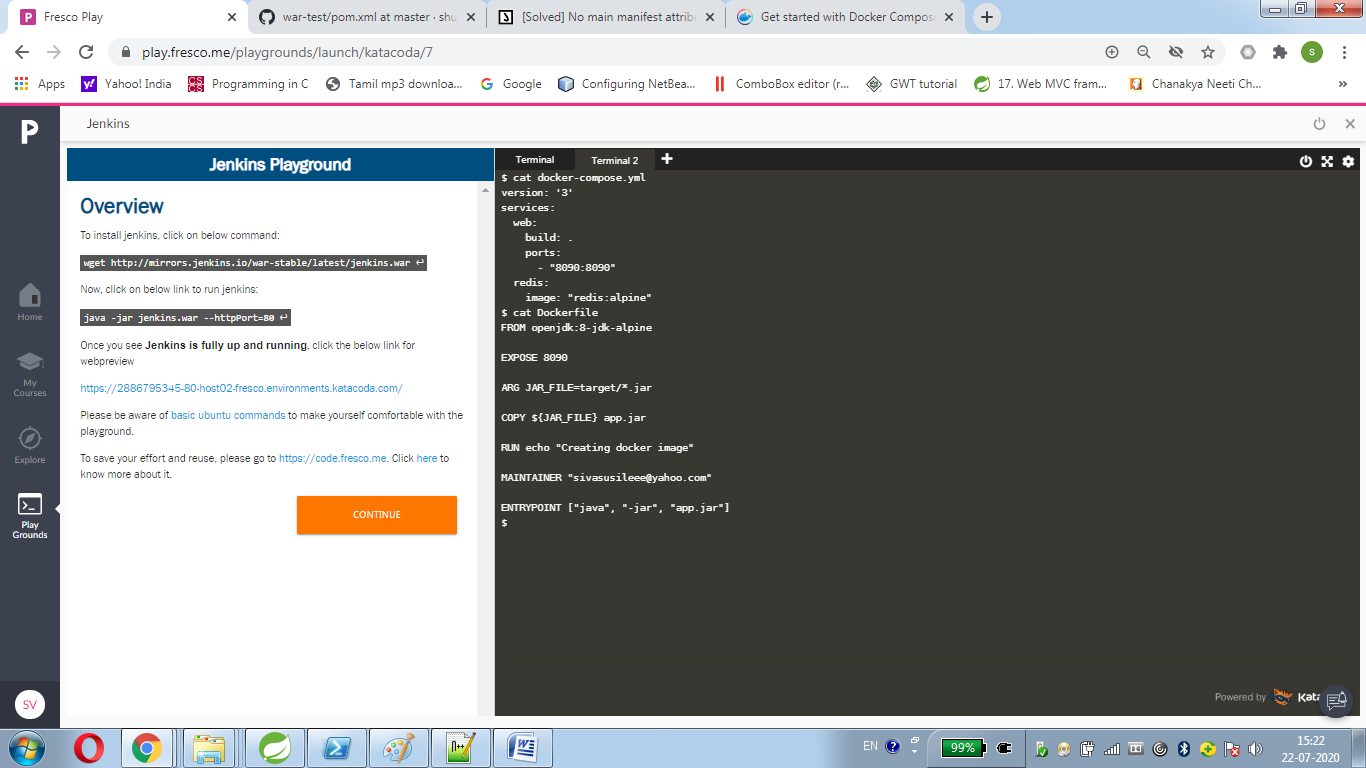 Fresco Play
war-test/pom.xml at master · shu
[Solved] No main manifest attrib
Get started with Docker Compos
play.fresco.me/playgrounds/launch/katacoda/7
S
Apps
Yahoo! India
Programming in C
Tamil mp3 downloa...
Google
Configuring NetBea...
ComboBox editor (r...
GWT tutorial
17. Web MVC fram...
Chanakya Neeti Ch...
»
Jenkins
Jenkins Playground
Overview
To install jenkins, click on below command:
wget http://mirrors.jenkins.io/war-stable/latest/jenkins.war ↩
Now, click on below link to run jenkins:
java -jar jenkins.war --httpPort=80 ↩
Once you see Jenkins is fully up and running, click the below link for
webpreview
https://2886795345-80-host02-fresco.environments.katacoda.com/
Please be aware of basic ubuntu commands to make yourself comfortable with the
playground.
To save your effort and reuse, please go to https://code.fresco.me. Click here to
know more about it.
CONTINUE
Home
My
Courses
Explore
Play
Grounds
SV
Terminal
Terminal 2
$ cat docker-compose.yml
version: '3'
services:
web:
build: .
ports:
- "8090:8090"
redis:
image: "redis:alpine"
$ cat Dockerfile
FROM openjdk:8-jdk-alpine
EXPOSE 8090
ARG JAR_FILE=target/*.jar
COPY ${JAR_FILE} app.jar
RUN echo "Creating docker image"
MAINTAINER "sivasusileee@yahoo.com"
ENTRYPOINT ["java", "-jar", "app.jar"]
$
Powered by Kata
EN
99%
15:22
22-07-2020